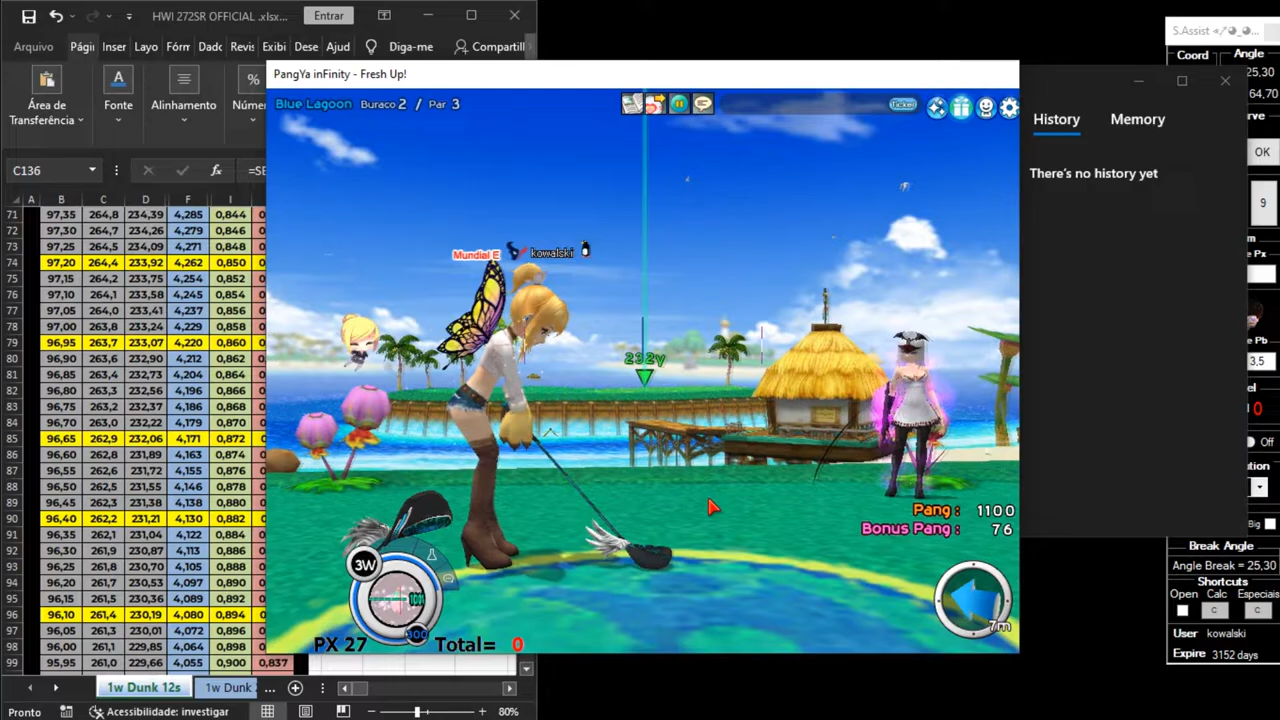 HWI 272SR OFFICIAL .xlsx...
Entrar
Arquivo Pági Inser Layo Fórr Dadc Revis Exibi Dese Ajud Diga-me Compartill
Área de Transferência
Fonte
Alinhamento
Númer
%
C136
=SE
A B C D F I
71 97,35 264,8 234,39 4,285 0,844
72 97,30 264,7 234,26 4,279 0,846
73 97,25 264,5 234,09 4,271 0,848
74 97,20 264,4 233,92 4,262 0,850
75 97,15 264,2 233,75 4,254 0,852
76 97,10 264,1 233,58 4,245 0,854
77 97,05 264,0 233,41 4,237 0,856
78 97,00 263,8 233,24 4,229 0,858
79 96,95 263,7 233,07 4,220 0,860
80 96,90 263,6 232,90 4,212 0,862
81 96,85 263,4 232,73 4,204 0,864
82 96,80 263,3 232,56 4,196 0,866
83 96,75 263,2 232,37 4,186 0,868
84 96,70 263,0 232,22 4,179 0,870
85 96,65 262,9 232,06 4,171 0,872
86 96,60 262,8 231,89 4,163 0,874
87 96,55 262,6 231,72 4,155 0,876
88 96,50 262,5 231,54 4,146 0,878
89 96,45 262,3 231,38 4,138 0,880
90 96,40 262,2 231,21 4,130 0,882
91 96,35 262,1 231,04 4,122 0,884
92 96,30 261,9 230,87 4,113 0,886
93 96,25 261,8 230,70 4,105 0,888
94 96,20 261,7 230,53 4,097 0,890
95 96,15 261,5 230,36 4,089 0,892
96 96,10 261,4 230,19 4,080 0,894
97 96,05 261,3 230,01 4,072 0,896
98 96,00 261,1 229,85 4,064 0,898
99 95,95 261,0 229,66 4,055 0,900 0,837
1w Dunk 12s
1w Dunk 2
...
Pronto
Acessibilidade: investigar
80%
PangYa inFinity - Fresh Up!
Blue Lagoon Buraco 2 / Par 3
Ticker
Mundial E
kowalski
232y
Pang : 1100
Bonus Pang : 76
3W
300
PX 27 Total= 0
7m
History Memory
There's no history yet
S.Assist
Coord Angle
25,30
64,70
rve
OK
9
m
e Px
te Pb
3,5
el
0
Off
ution
Big
Break Angle
Angle Break = 25,30
Shortcuts
Open Calc Especiais
C C
User kowalski
Expire 3152 days